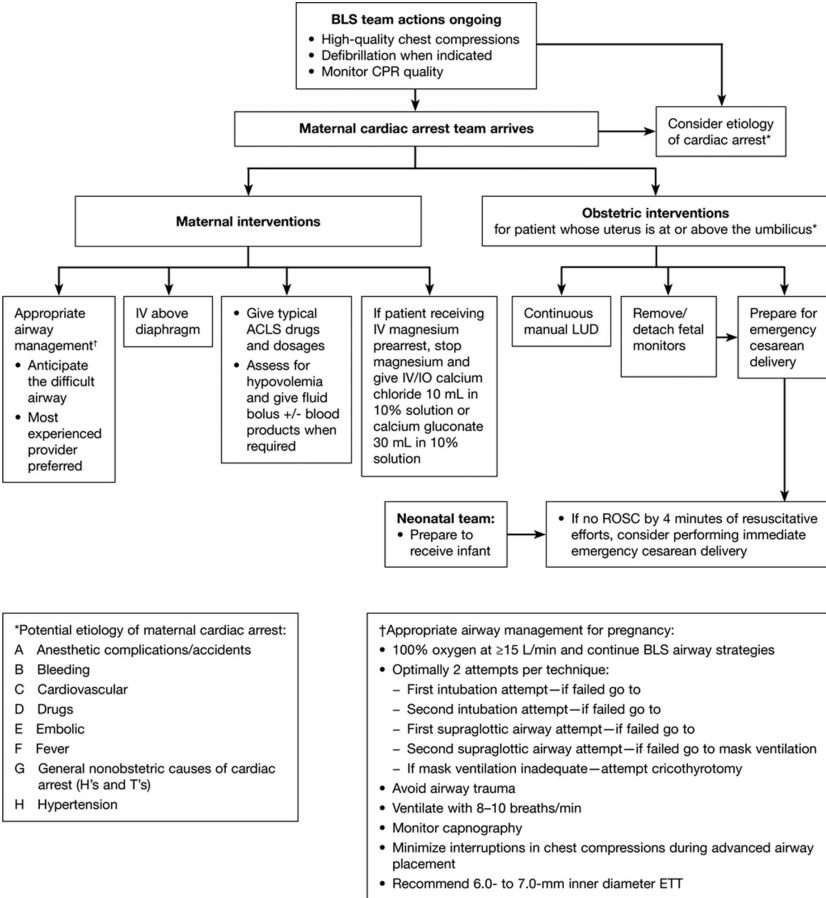 BLS team actions ongoing
• High-quality chest compressions
• Defibrillation when indicated
• Monitor CPR quality
Maternal cardiac arrest team arrives
Consider etiology
of cardiac arrest*
Maternal interventions
Obstetric interventions
for patient whose uterus is at or above the umbilicus*
Appropriate
airway
management†
• Anticipate
the difficult
airway
• Most
experienced
provider
preferred
IV above
diaphragm
• Give typical
ACLS drugs
and dosages
• Assess for
hypovolemia
and give fluid
bolus +/- blood
products when
required
If patient receiving
IV magnesium
prearrest, stop
magnesium and
give IV/IO calcium
chloride 10 mL in
10% solution or
calcium gluconate
30 mL in 10%
solution
Continuous
manual LUD
Remove/
detach fetal
monitors
Prepare for
emergency
cesarean
delivery
Neonatal team:
• Prepare to
receive infant
• If no ROSC by 4 minutes of resuscitative
efforts, consider performing immediate
emergency cesarean delivery
*Potential etiology of maternal cardiac arrest:
A Anesthetic complications/accidents
B Bleeding
C Cardiovascular
D Drugs
E Embolic
F Fever
G General nonobstetric causes of cardiac
arrest (H's and T's)
H Hypertension
†Appropriate airway management for pregnancy:
• 100% oxygen at ≥15 L/min and continue BLS airway strategies
• Optimally 2 attempts per technique:
– First intubation attempt—if failed go to
– Second intubation attempt—if failed go to
– First supraglottic airway attempt—if failed go to
– Second supraglottic airway attempt—if failed go to mask ventilation
– If mask ventilation inadequate—attempt cricothyrotomy
• Avoid airway trauma
• Ventilate with 8–10 breaths/min
• Monitor capnography
• Minimize interruptions in chest compressions during advanced airway
placement
• Recommend 6.0- to 7.0-mm inner diameter ETT